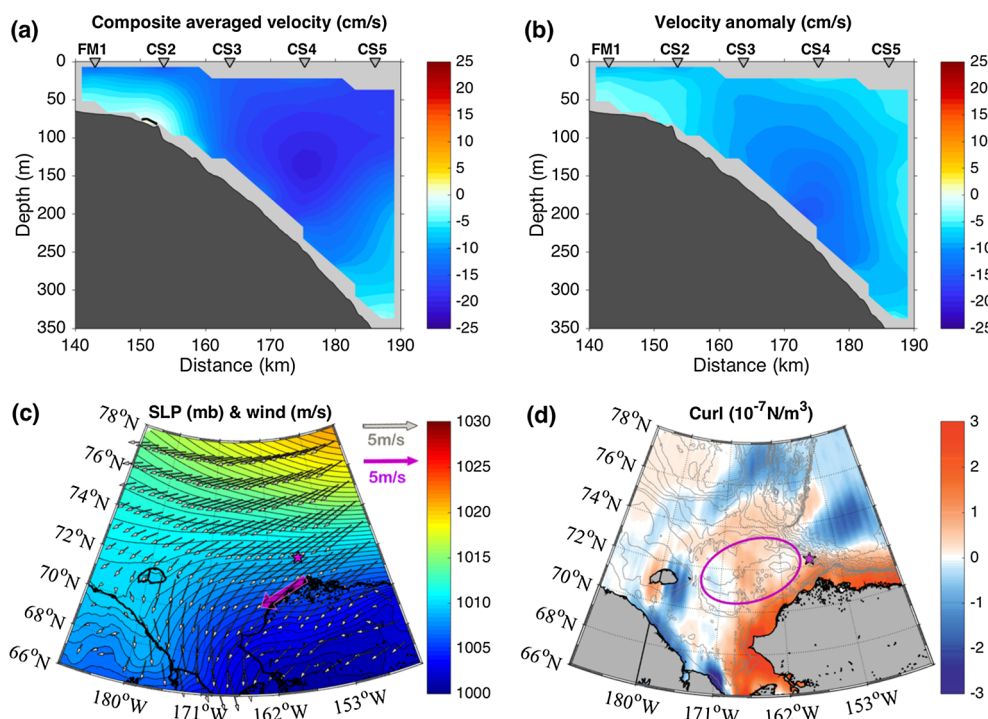 (a) Composite averaged velocity (cm/s)
FM1 CS2 CS3 CS4 CS5
0
50
100
150
200
250
300
350
Depth (m)
140 150 160 170 180 190
Distance (km)
25
20
15
10
5
0
-5
-10
-15
-20
-25
(b) Velocity anomaly (cm/s)
FM1 CS2 CS3 CS4 CS5
0
50
100
150
200
250
300
350
Depth (m)
140 150 160 170 180 190
Distance (km)
25
20
15
10
5
0
-5
-10
-15
-20
-25
(c) SLP (mb) & wind (m/s)
5m/s
5m/s
78°N
76°N
74°N
72°N
70°N
68°N
66°N
180°W 171°W 162°W 153°W
1030
1025
1020
1015
1010
1005
1000
(d) Curl (10⁻⁷N/m³)
78°N
76°N
74°N
72°N
70°N
68°N
66°N
180°W 171°W 162°W 153°W
3
2
1
0
-1
-2
-3